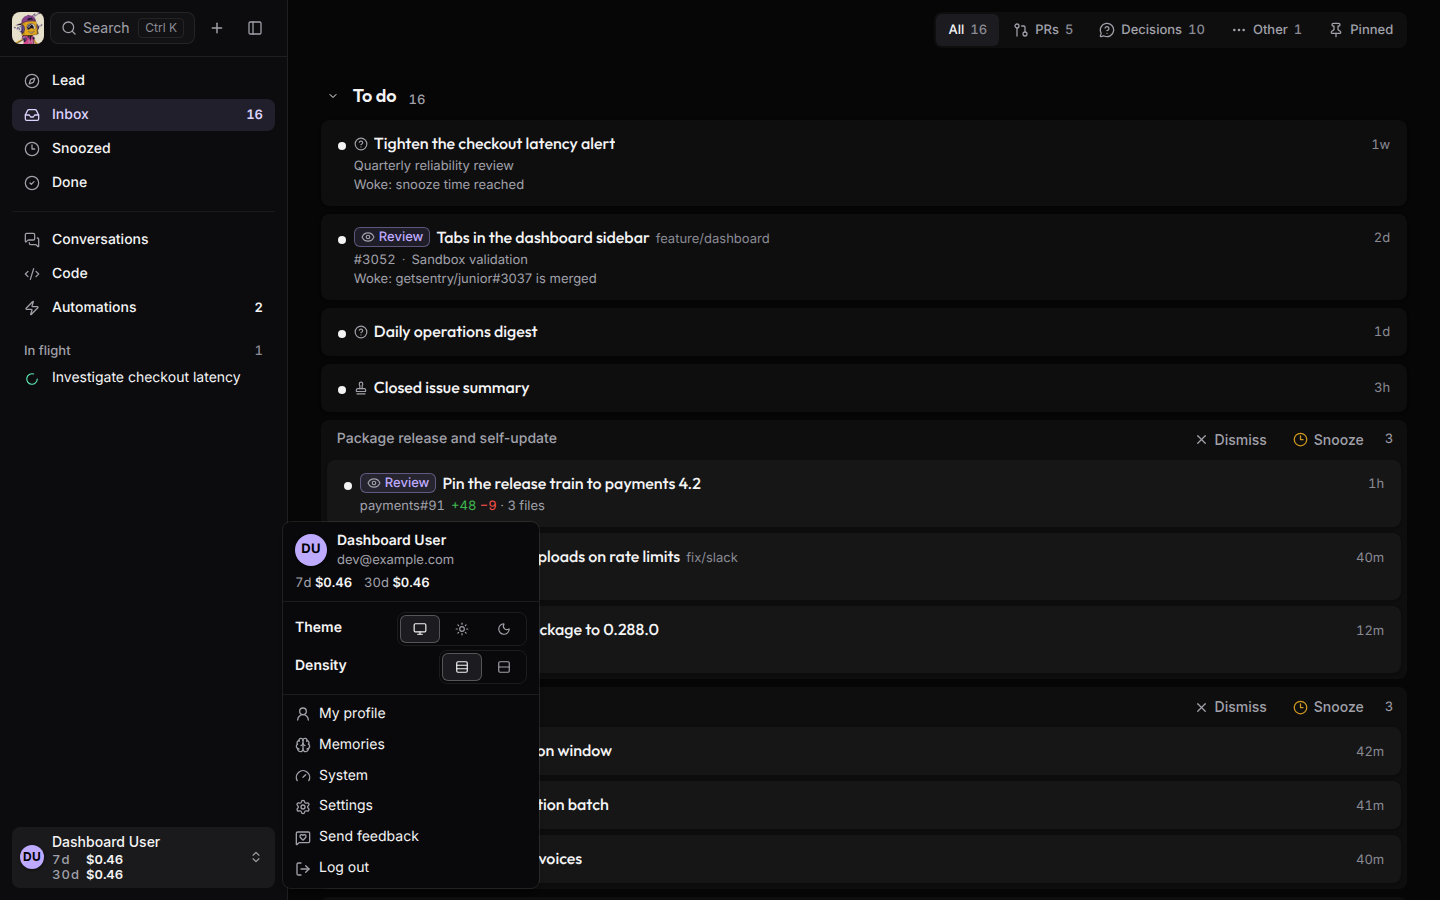 Search Ctrl K
Lead
Inbox 16
Snoozed
Done
Conversations
Code
Automations 2
In flight 1
Investigate checkout latency
DU
Dashboard User
7d $0.46
30d $0.46
All 16
PRs 5
Decisions 10
Other 1
Pinned
To do 16
Tighten the checkout latency alert 1w
Quarterly reliability review
Woke: snooze time reached
Review Tabs in the dashboard sidebar feature/dashboard 2d
#3052 · Sandbox validation
Woke: getsentry/junior#3037 is merged
Daily operations digest 1d
Closed issue summary 3h
Package release and self-update Dismiss Snooze 3
Review Pin the release train to payments 4.2 1h
payments#91 +48 −9 · 3 files
ploads on rate limits fix/slack 40m
ckage to 0.288.0 12m
Dismiss Snooze 3
on window 42m
tion batch 41m
voices 40m
DU
Dashboard User
dev@example.com
7d $0.46 30d $0.46
Theme
Density
My profile
Memories
System
Settings
Send feedback
Log out